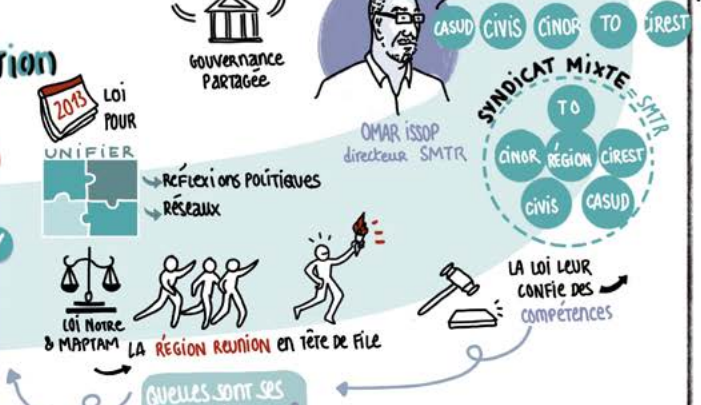 CASUD CiViS CiNOR TO CiREST
GOUVERNANCE
PARTAGÉE
2013 LOi
POUR
UNiFiER
RÉFLEXiONS POLiTiQUES
RÉSEAUX
OMAR iSSOP
directeur SMTR
SYNDiCAT MiXTE = SMTR
TO
CiNOR RÉGiON CiREST
CiViS CASUD
LOi NOTRe
& MAPTAM
LA RÉGiON REUNiON en TÊTE DE FiLE
LA LOi LEUR
CONFiE DES
COMPÉTENCES
QUELLES SONT SES